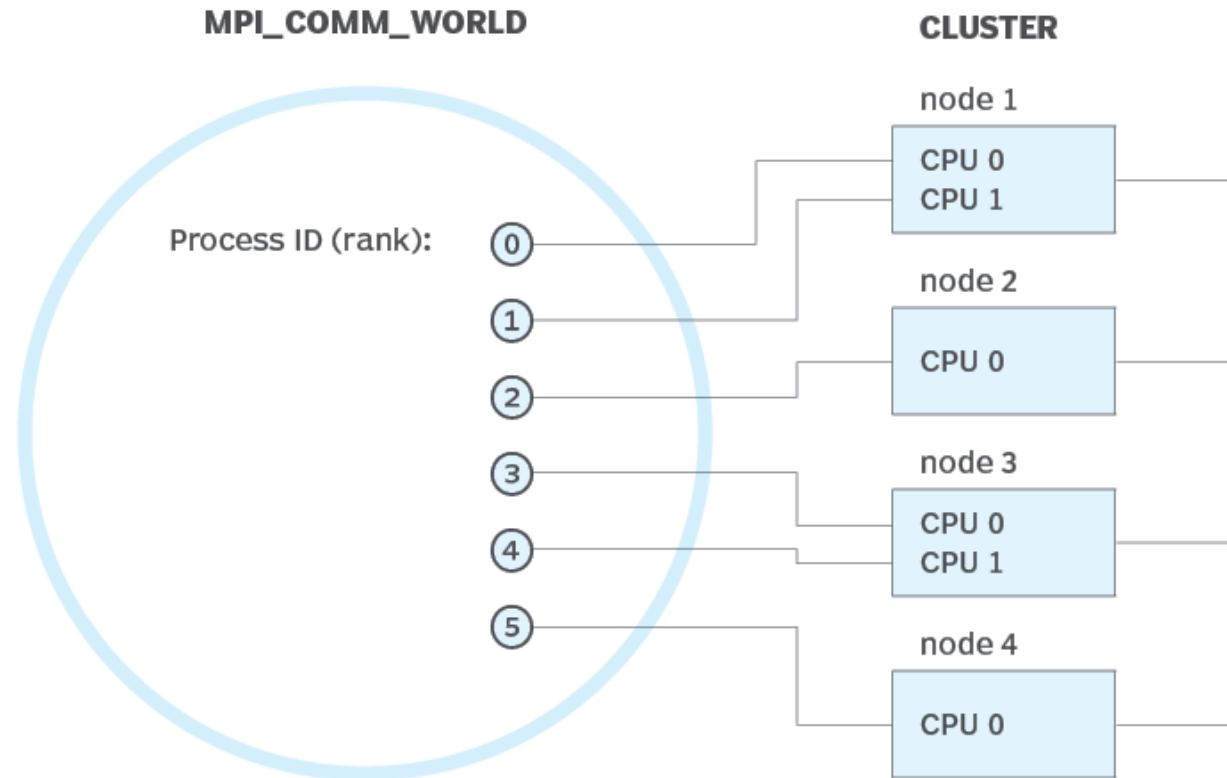 MPI_COMM_WORLD
CLUSTER
Process ID (rank):
0
1
2
3
4
5
node 1
CPU 0
CPU 1
node 2
CPU 0
node 3
CPU 0
CPU 1
node 4
CPU 0